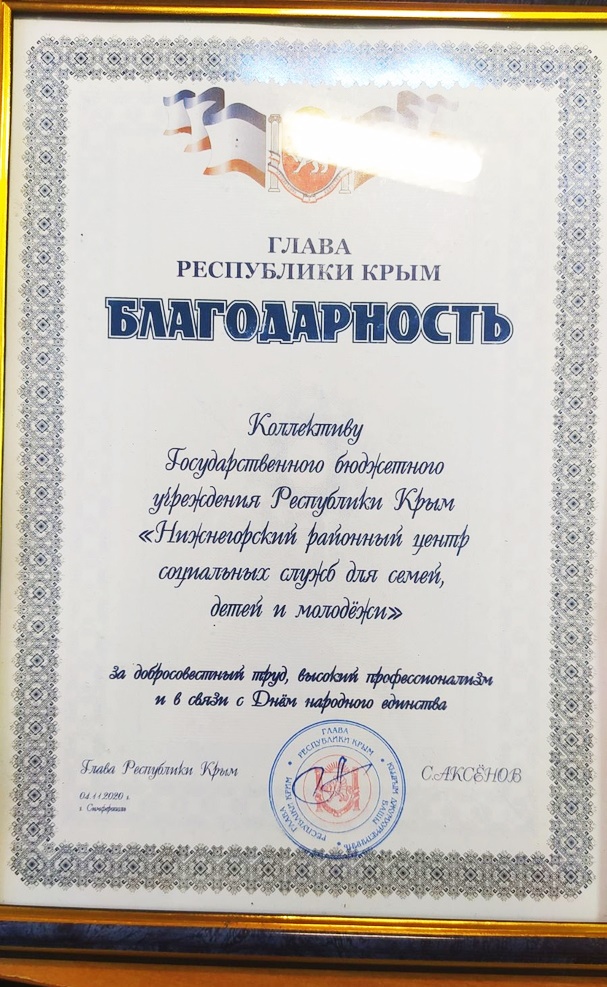 ГЛАВА
РЕСПУБЛИКИ КРЫМ
БЛАГОДАРНОСТЬ
Коллективу
Государственного бюджетного
учреждения Республики Крым
«Нижнегорский районный центр
социальных служб для семей,
детей и молодёжи»
за добросовестный труд, высокий профессионализм
и в связи с Днём народного единства
Глава Республики Крым
С.АКСЁНОВ
04.11.2020 г.
г. Симферополь
ГЛАВА
РЕСПУБЛИКИ КРЫМ